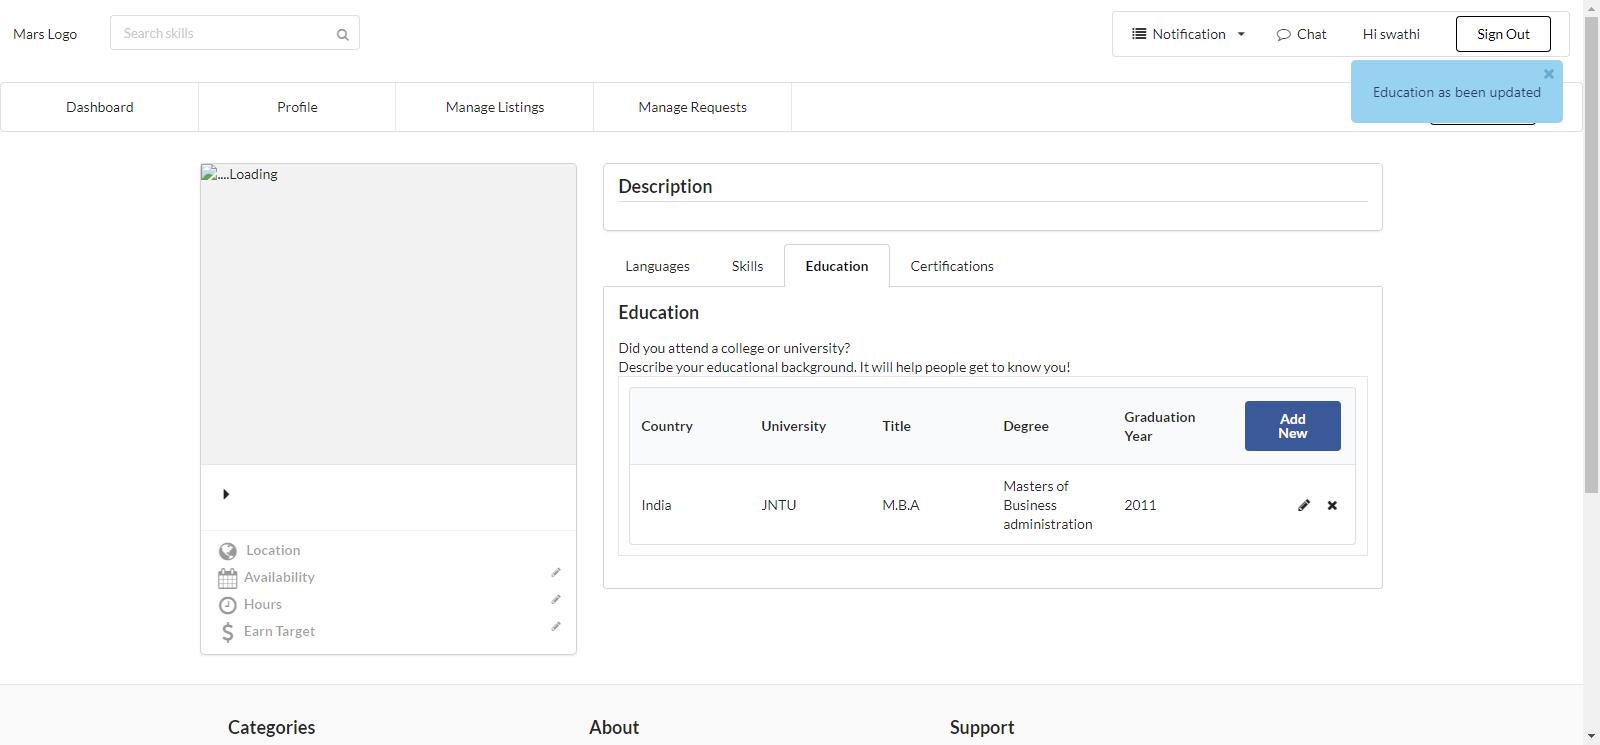 Mars Logo
Search skills
Notification
Chat
Hi swathi
Sign Out
Education as been updated
Dashboard
Profile
Manage Listings
Manage Requests
....Loading
Description
Languages
Skills
Education
Certifications
Education
Did you attend a college or university?
Describe your educational background. It will help people get to know you!
Country
University
Title
Degree
Graduation
Year
Add
New
India
JNTU
M.B.A
Masters of
Business
administration
2011
Location
Availability
Hours
Earn Target
Categories
About
Support